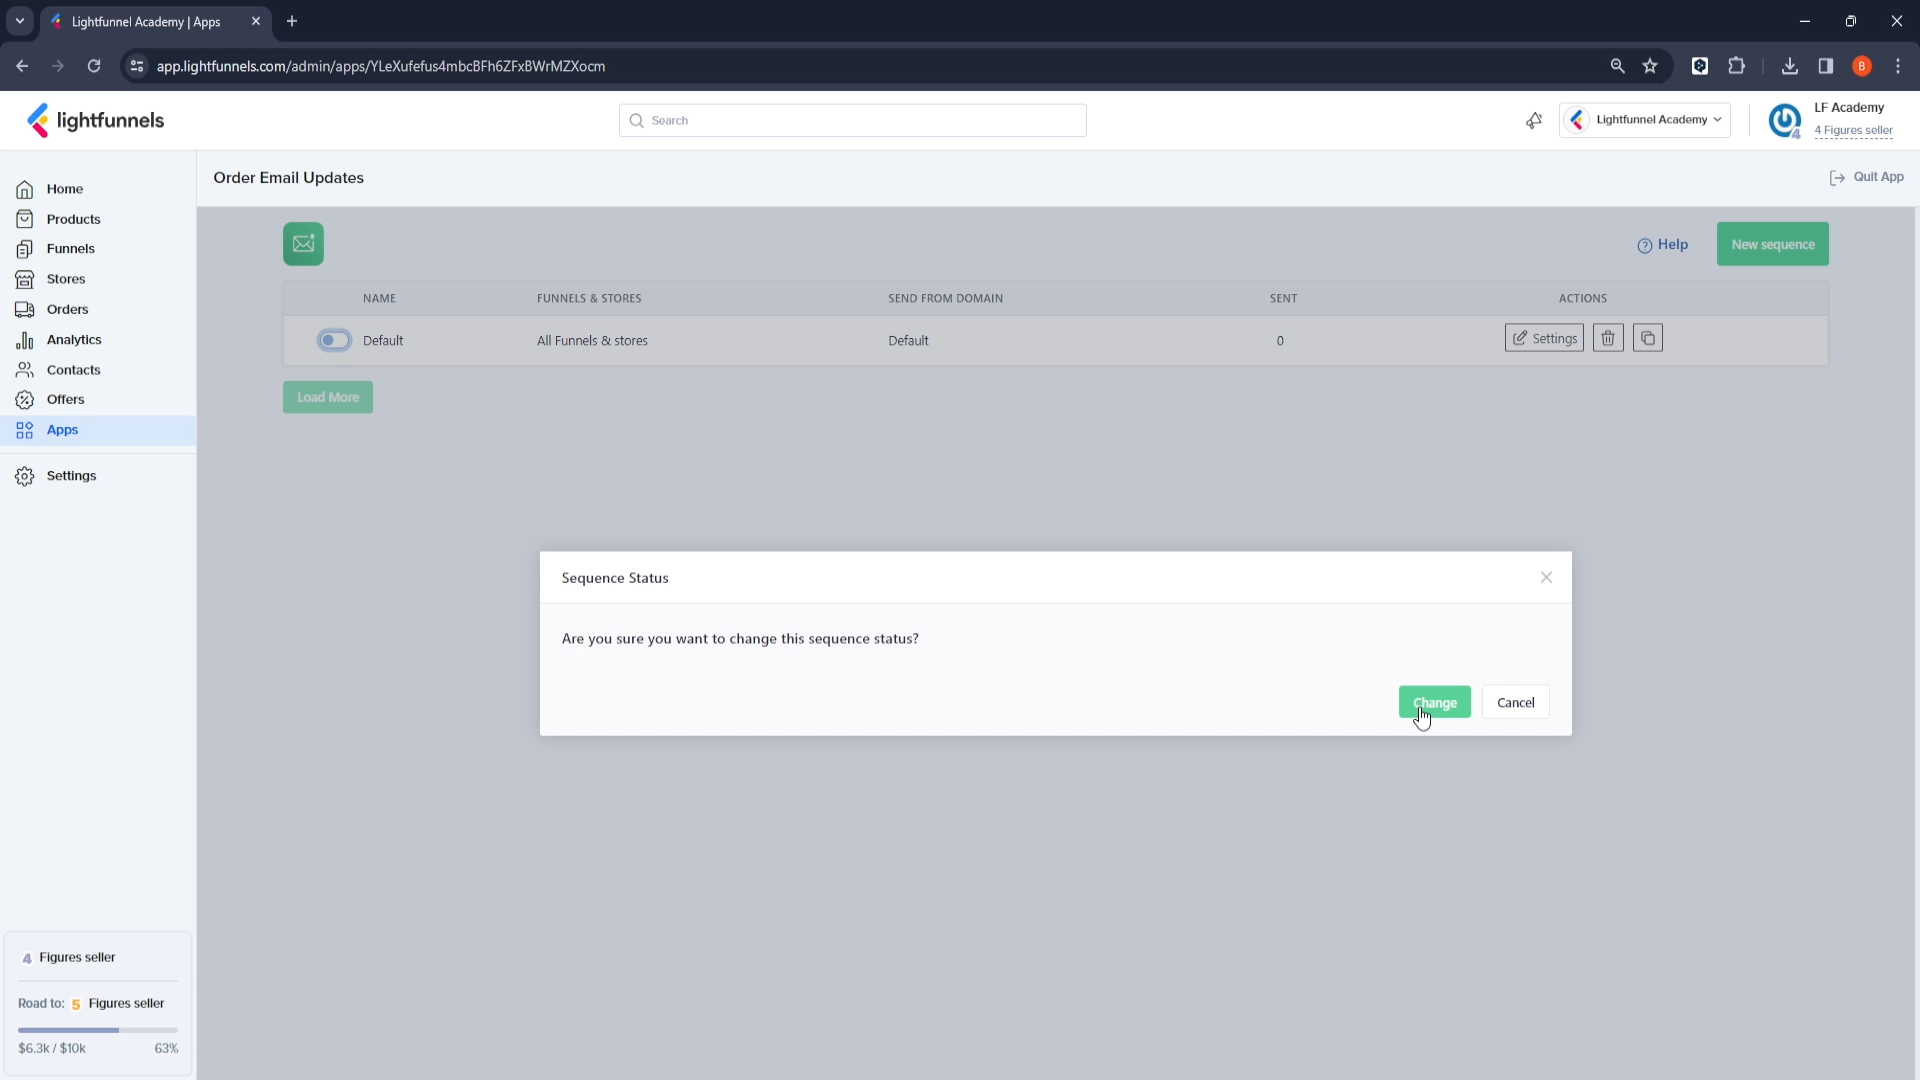 Lightfunnel Academy | Apps
app.lightfunnels.com/admin/apps/YLeXufefus4mbcBFh6ZFxBWrMZXocm
B
lightfunnels
Search
Lightfunnel Academy
4
LF Academy
4 Figures seller
Home
Products
Funnels
Stores
Orders
Analytics
Contacts
Offers
Apps
Settings
Order Email Updates
Quit App
Help
New sequence
NAME FUNNELS & STORES SEND FROM DOMAIN SENT ACTIONS
Default All Funnels & stores Default 0 Settings
Load More
Sequence Status
Are you sure you want to change this sequence status?
Change Cancel
4 Figures seller
Road to: 5 Figures seller
$6.3k / $10k 63%